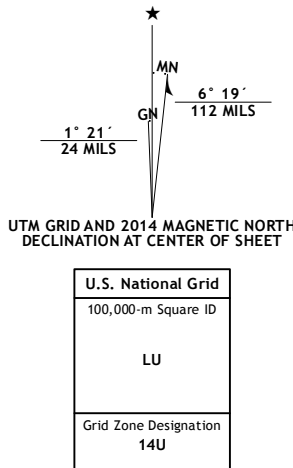 MN
GN
6° 19´
112 MILS
1° 21´
24 MILS
UTM GRID AND 2014 MAGNETIC NORTH
DECLINATION AT CENTER OF SHEET
U.S. National Grid
100,000-m Square ID
LU
Grid Zone Designation
14U